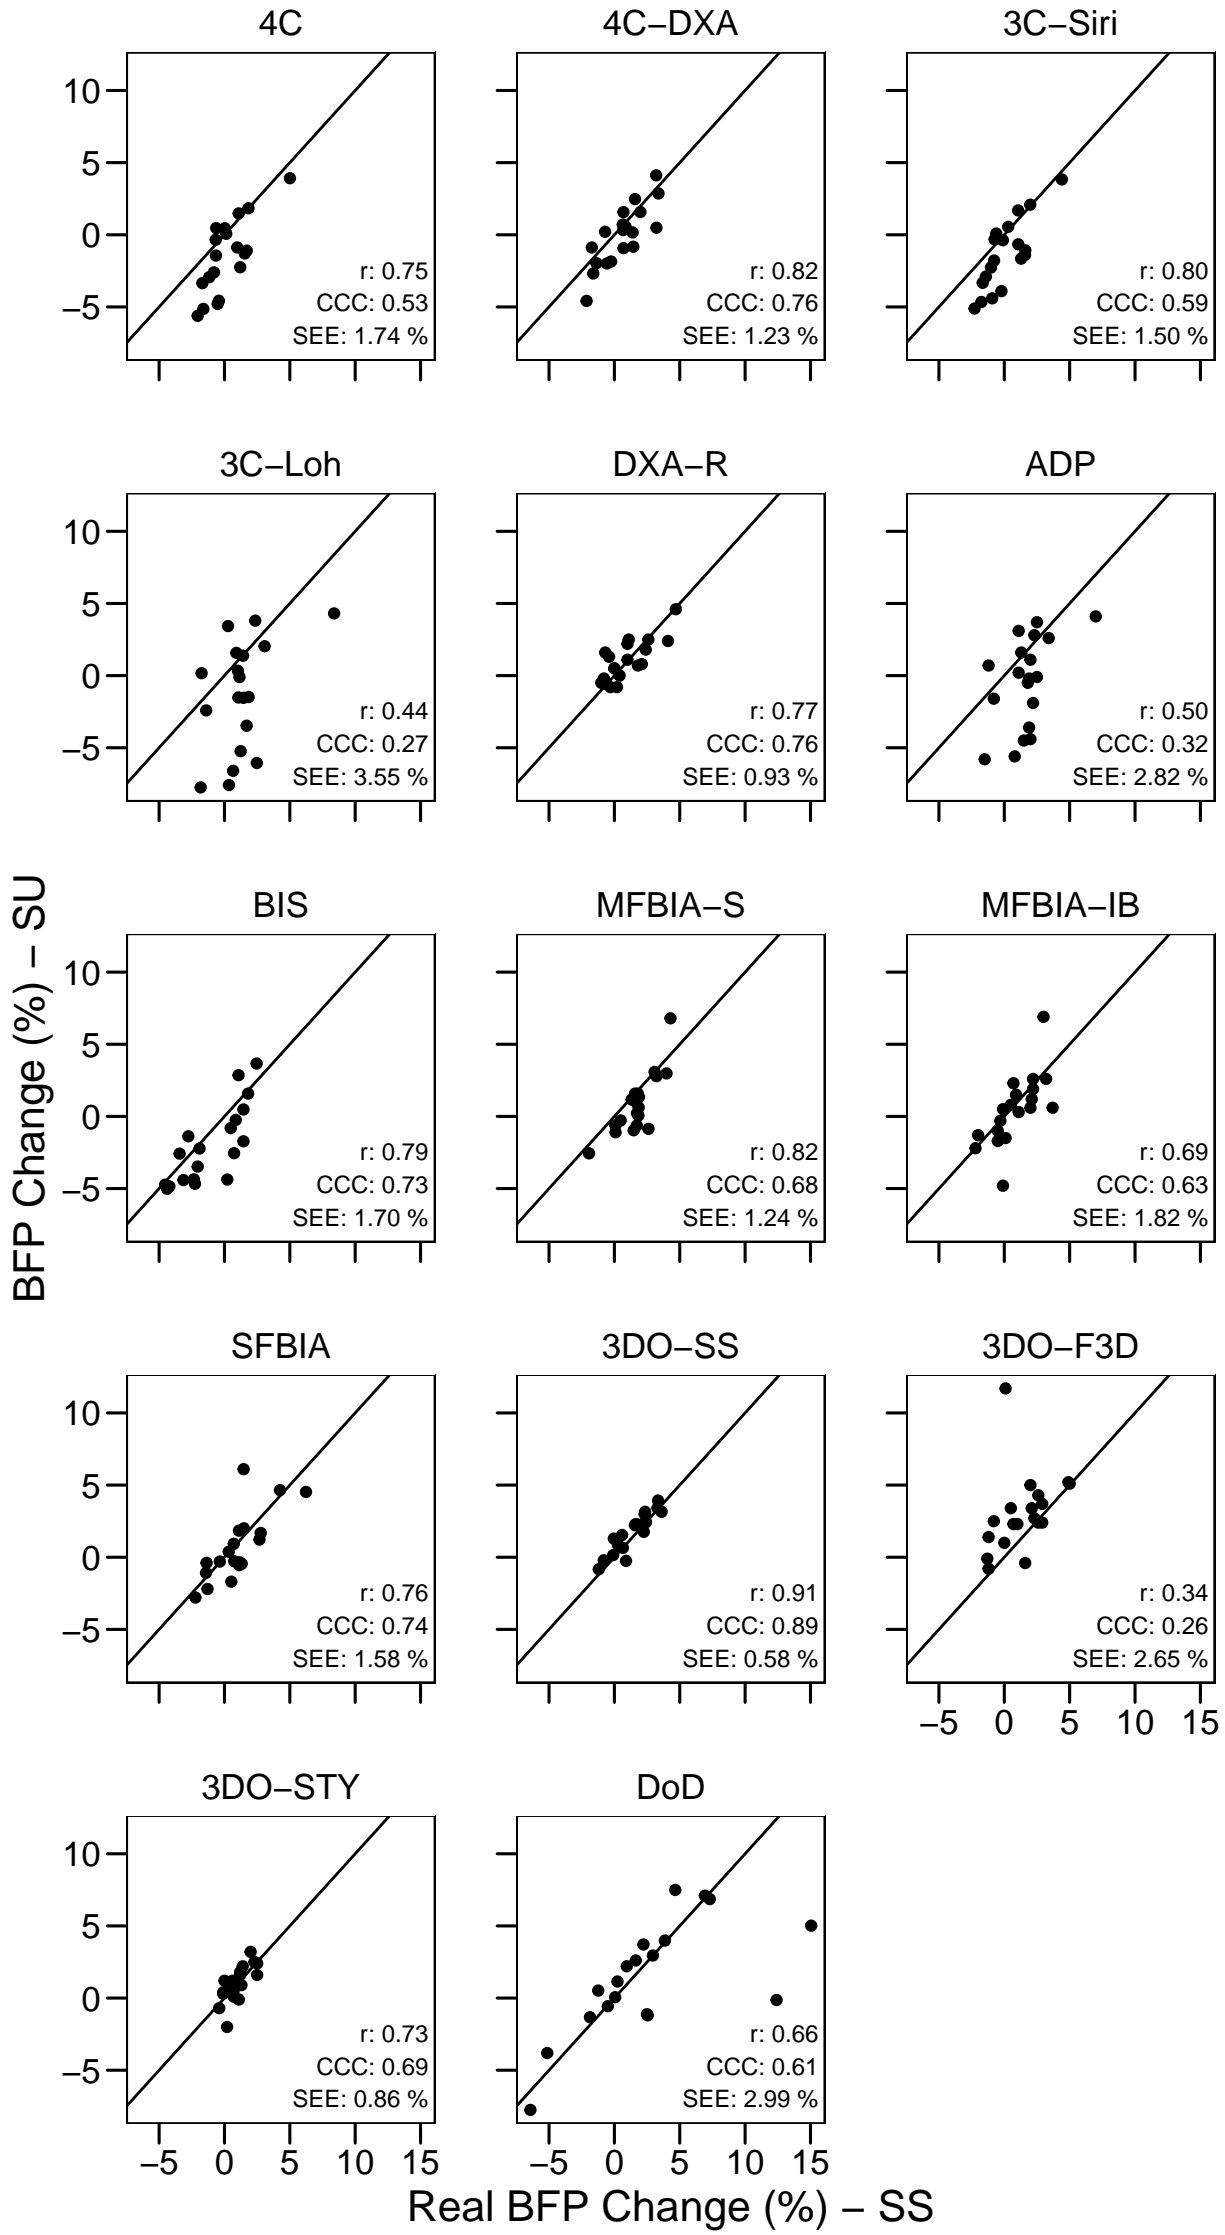 4C
4C−DXA
3C−Siri
10
5
0
−5
r: 0.75
CCC: 0.53
SEE: 1.74 %
r: 0.82
CCC: 0.76
SEE: 1.23 %
r: 0.80
CCC: 0.59
SEE: 1.50 %
3C−Loh
DXA−R
ADP
10
5
0
−5
r: 0.44
CCC: 0.27
SEE: 3.55 %
r: 0.77
CCC: 0.76
SEE: 0.93 %
r: 0.50
CCC: 0.32
SEE: 2.82 %
BFP Change (%) − SU
BIS
MFBIA−S
MFBIA−IB
10
5
0
−5
r: 0.79
CCC: 0.73
SEE: 1.70 %
r: 0.82
CCC: 0.68
SEE: 1.24 %
r: 0.69
CCC: 0.63
SEE: 1.82 %
SFBIA
3DO−SS
3DO−F3D
10
5
0
−5
r: 0.76
CCC: 0.74
SEE: 1.58 %
r: 0.91
CCC: 0.89
SEE: 0.58 %
r: 0.34
CCC: 0.26
SEE: 2.65 %
−5 0 5 10 15
3DO−STY
DoD
10
5
0
−5
r: 0.73
CCC: 0.69
SEE: 0.86 %
r: 0.66
CCC: 0.61
SEE: 2.99 %
−5 0 5 10 15
−5 0 5 10 15
Real BFP Change (%) − SS